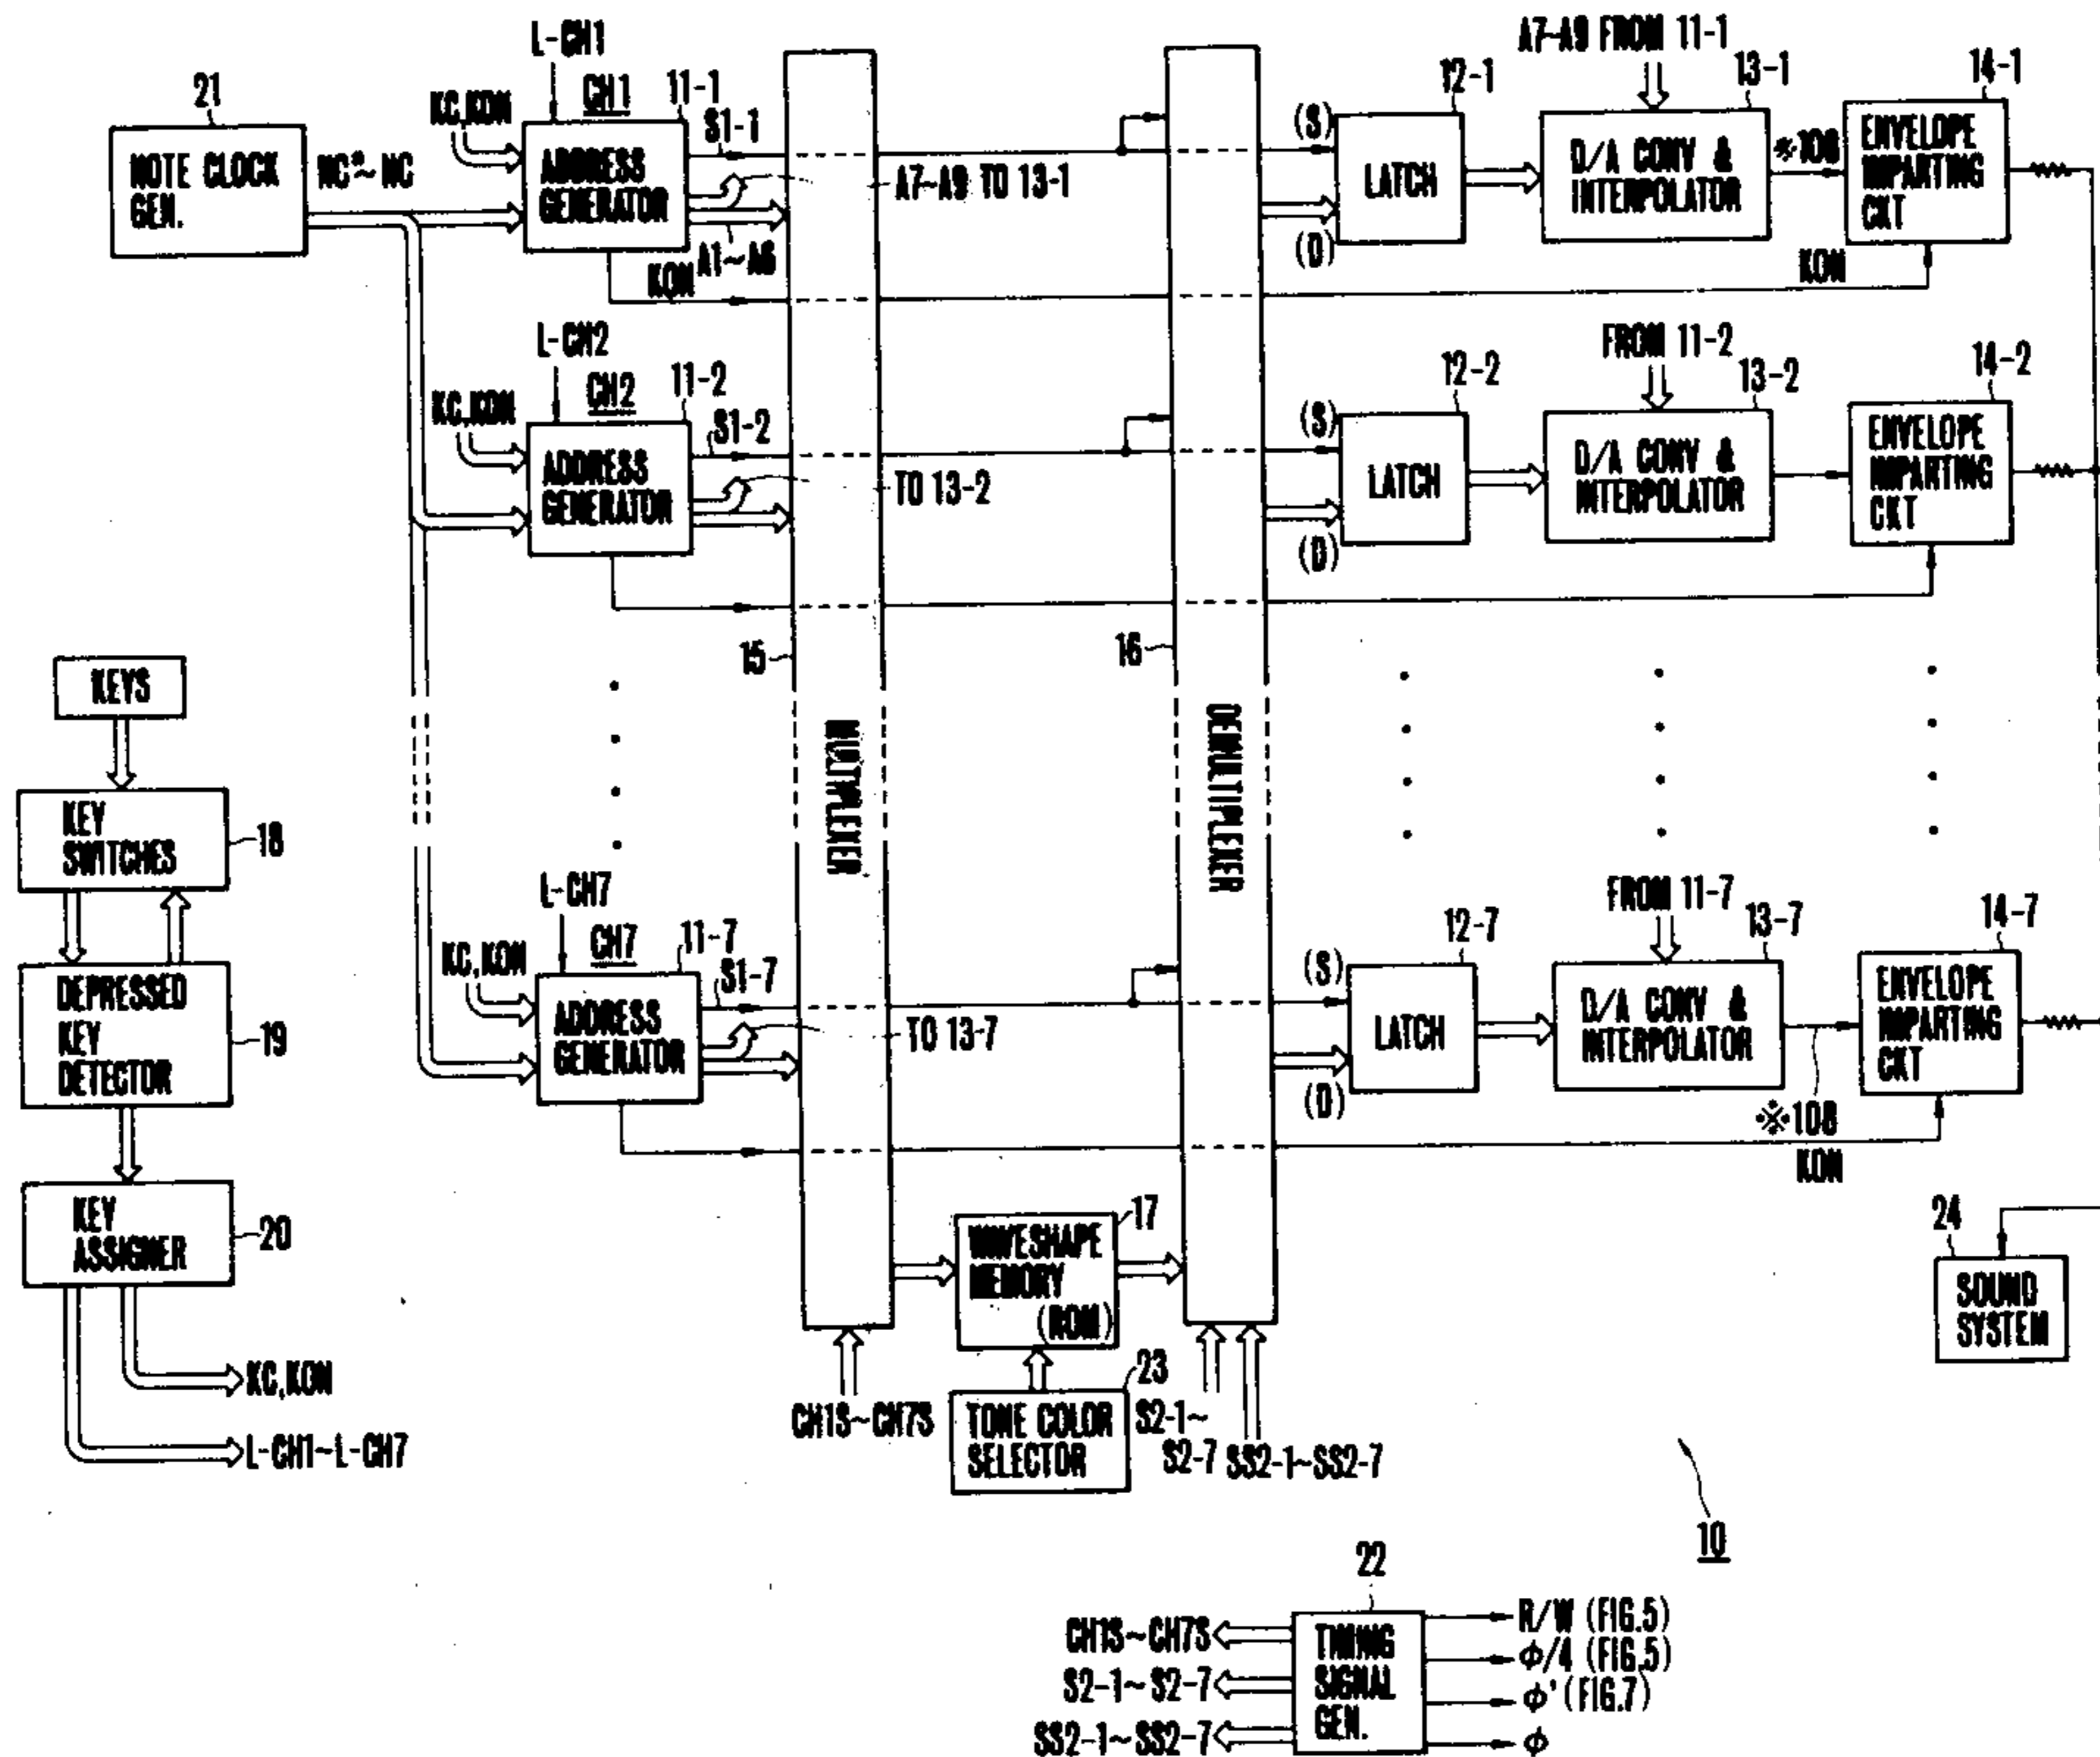 21
NOTE CLOCK
GEN.
NC#~NC
L-CH1
KC,KON
CH1
11-1
S1-1
ADDRESS
GENERATOR
A7~A9 TO 13-1
A1~A6
KON
A7~A9 FROM 11-1
12-1
(S)
LATCH
(D)
13-1
D/A CONV &
INTERPOLATOR
※108
14-1
ENVELOPE
IMPARTING
CKT
KON
L-CH2
KC,KON
CH2
11-2
S1-2
ADDRESS
GENERATOR
TO 13-2
FROM 11-2
12-2
(S)
LATCH
(D)
13-2
D/A CONV &
INTERPOLATOR
14-2
ENVELOPE
IMPARTING
CKT
15
MULTIPLEXER
16
DEMULTIPLEXER
KEYS
KEY
SWITCHES
18
DEPRESSED
KEY
DETECTOR
19
KEY
ASSIGNER
20
KC,KON
L-CH1~L-CH7
L-CH7
KC,KON
CH7
11-7
S1-7
ADDRESS
GENERATOR
TO 13-7
FROM 11-7
12-7
(S)
LATCH
(D)
13-7
D/A CONV &
INTERPOLATOR
※108
KON
14-7
ENVELOPE
IMPARTING
CKT
17
WAVESHAPE
MEMORY
(ROM)
23
TONE COLOR
SELECTOR
CH1S~CH7S
S2-1~
S2-7
SS2-1~SS2-7
24
SOUND
SYSTEM
10
22
TIMING
SIGNAL
GEN.
CH1S~CH7S
S2-1~S2-7
SS2-1~SS2-7
R/W (FIG.5)
ϕ/4 (FIG.5)
ϕ' (FIG.7)
ϕ